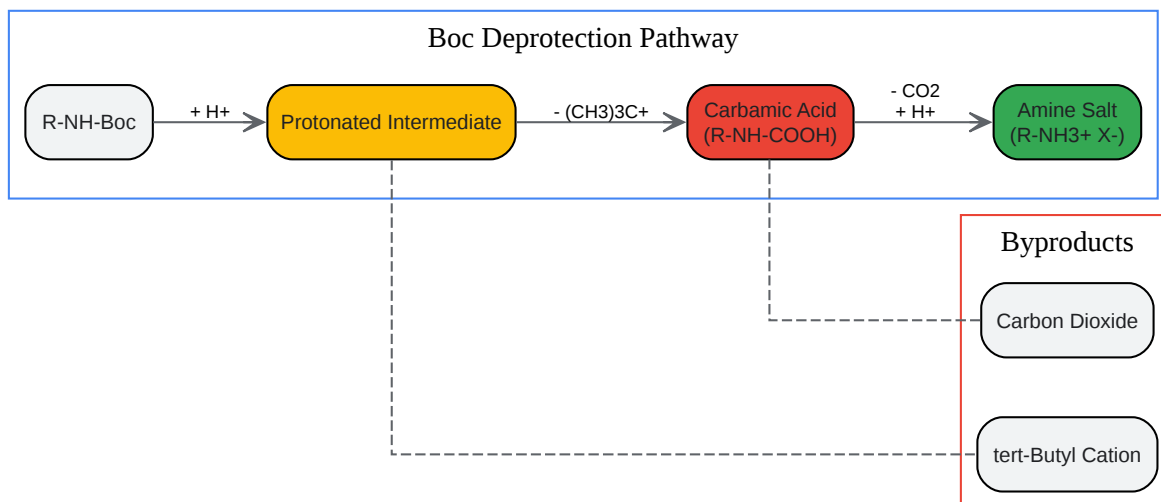 Boc Deprotection Pathway
R-NH-Boc
+ H+
Protonated Intermediate
- (CH3)3C+
Carbamic Acid
(R-NH-COOH)
- CO2
+ H+
Amine Salt
(R-NH3+ X-)
Byproducts
Carbon Dioxide
tert-Butyl Cation